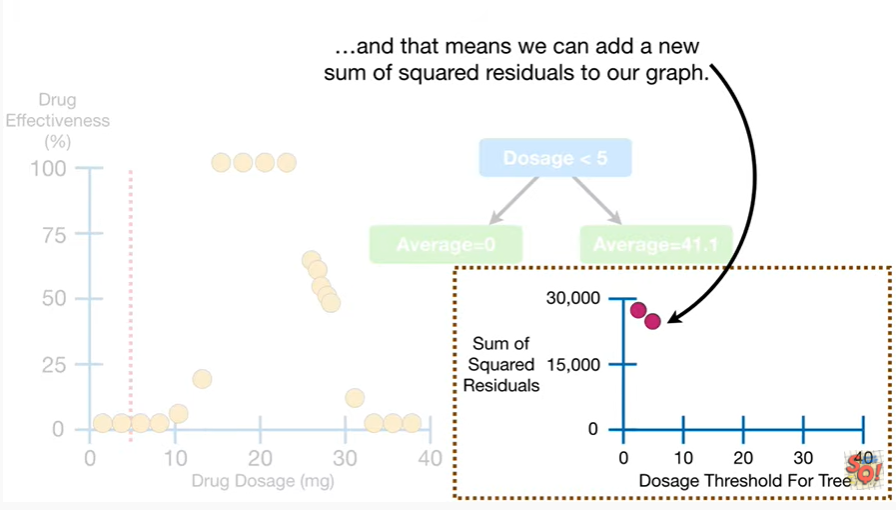 …and that means we can add a new
sum of squared residuals to our graph.
Drug
Effectiveness
(%)
100
75
50
25
0
0 10 20 30 40
Drug Dosage (mg)
Dosage < 5
Average=0 Average=41.1
Sum of
Squared
Residuals
30,000
15,000
0
0 10 20 30 40
Dosage Threshold For Tree
SQ!